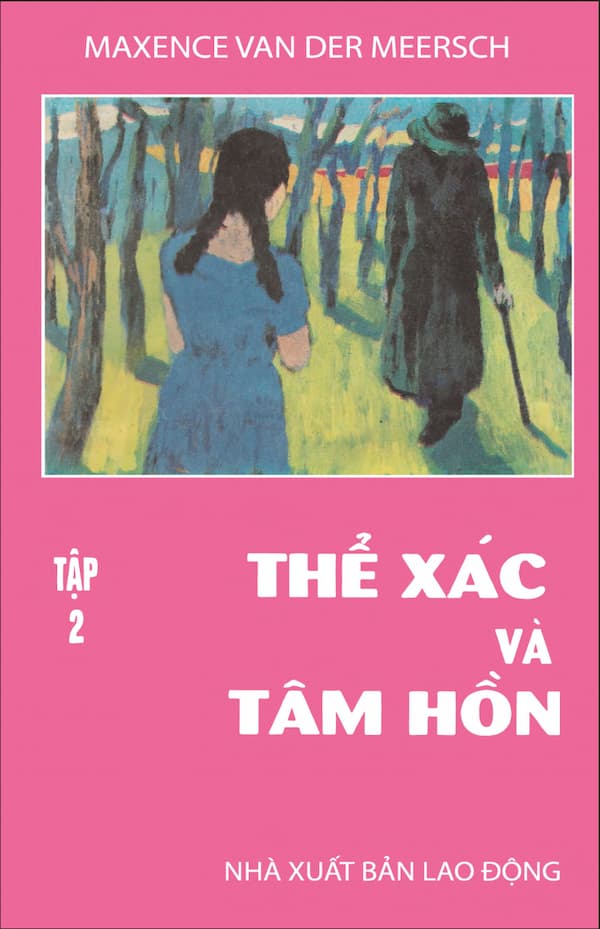 MAXENCE VAN DER MEERSCH
TẬP
2
THỂ XÁC
VÀ
TÂM HỒN
NHÀ XUẤT BẢN LAO ĐỘNG